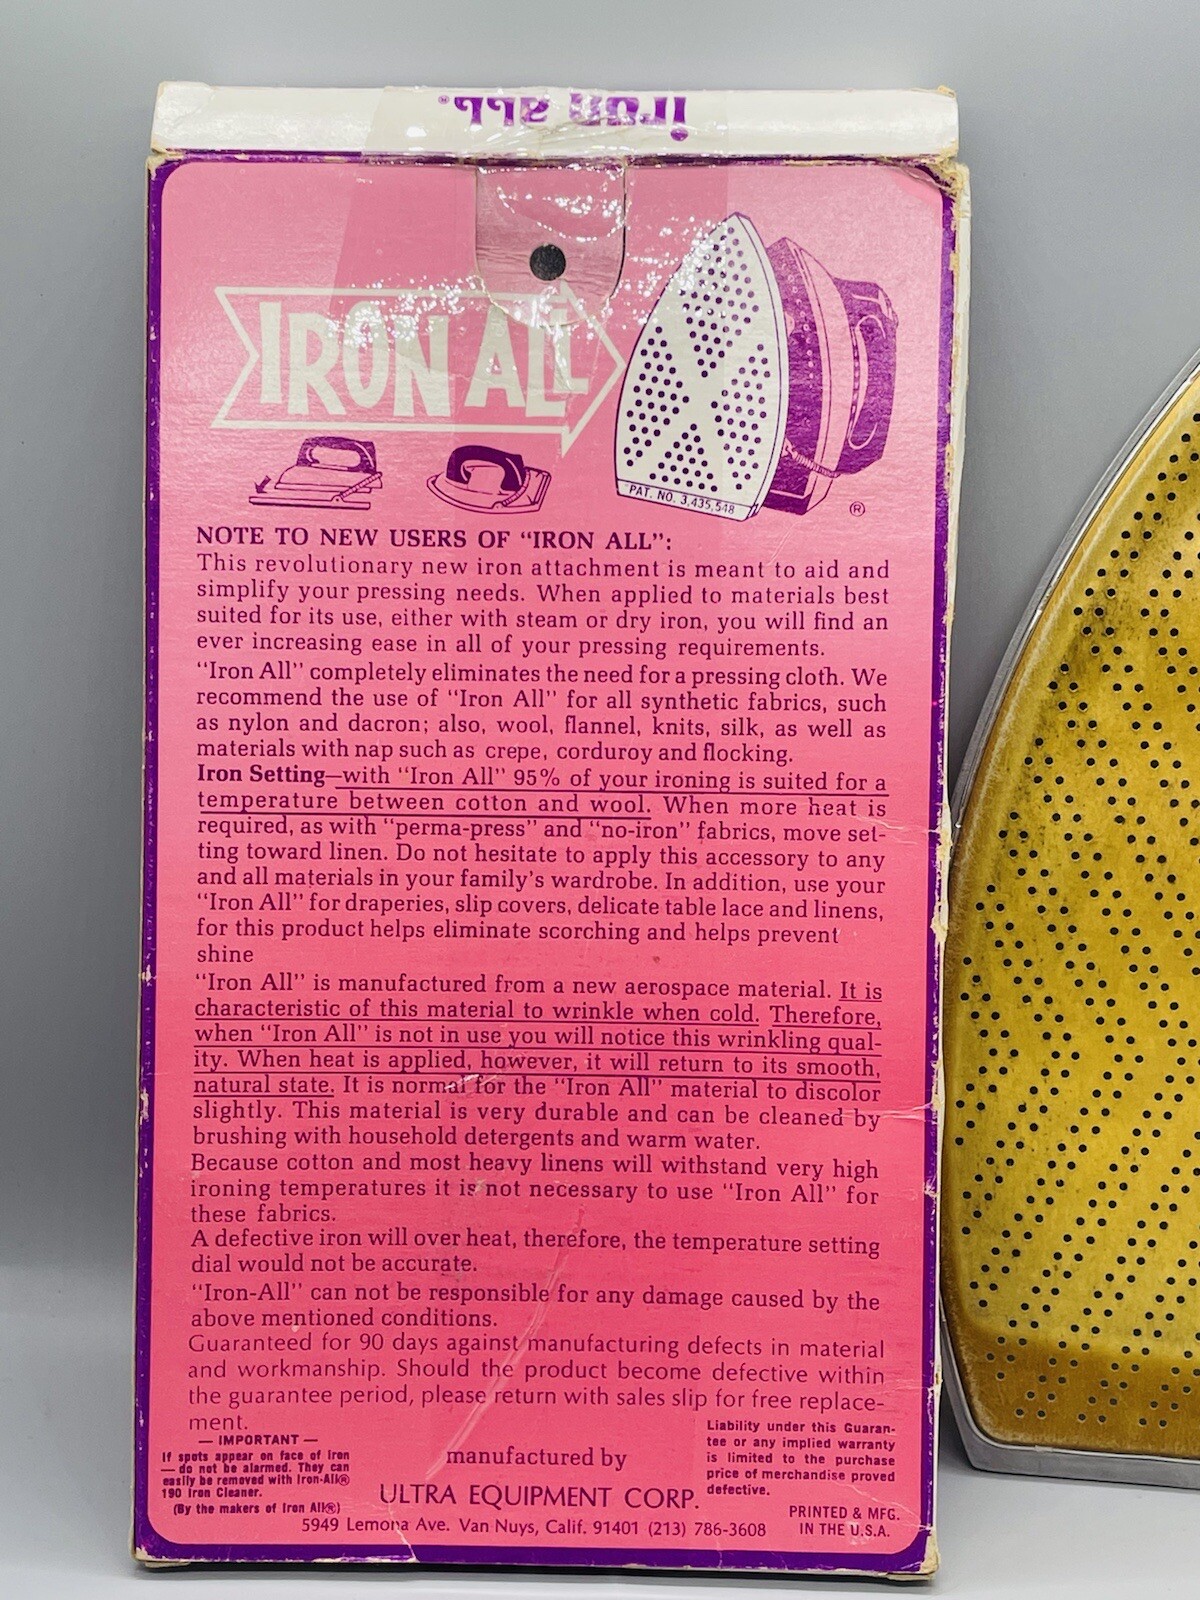 iron all®
IRON ALL
PAT. NO. 3,435,548
®
NOTE TO NEW USERS OF "IRON ALL":
This revolutionary new iron attachment is meant to aid and
simplify your pressing needs. When applied to materials best
suited for its use, either with steam or dry iron, you will find an
ever increasing ease in all of your pressing requirements.
"Iron All" completely eliminates the need for a pressing cloth. We
recommend the use of "Iron All" for all synthetic fabrics, such
as nylon and dacron; also, wool, flannel, knits, silk, as well as
materials with nap such as crepe, corduroy and flocking.
Iron Setting—with "Iron All" 95% of your ironing is suited for a
temperature between cotton and wool. When more heat is
required, as with "perma-press" and "no-iron" fabrics, move set-
ting toward linen. Do not hesitate to apply this accessory to any
and all materials in your family's wardrobe. In addition, use your
"Iron All" for draperies, slip covers, delicate table lace and linens,
for this product helps eliminate scorching and helps prevent
shine
"Iron All" is manufactured from a new aerospace material. It is
characteristic of this material to wrinkle when cold. Therefore,
when "Iron All" is not in use you will notice this wrinkling qual-
ity. When heat is applied, however, it will return to its smooth,
natural state. It is normal for the "Iron All" material to discolor
slightly. This material is very durable and can be cleaned by
brushing with household detergents and warm water.
Because cotton and most heavy linens will withstand very high
ironing temperatures it is not necessary to use "Iron All" for
these fabrics.
A defective iron will over heat, therefore, the temperature setting
dial would not be accurate.
"Iron-All" can not be responsible for any damage caused by the
above mentioned conditions.
Guaranteed for 90 days against manufacturing defects in material
and workmanship. Should the product become defective within
the guarantee period, please return with sales slip for free replace-
ment.
— IMPORTANT —
If spots appear on face of iron
— do not be alarmed. They can
easily be removed with Iron-All®
190 Iron Cleaner.
(By the makers of Iron All®)
manufactured by
ULTRA EQUIPMENT CORP.
5949 Lemona Ave. Van Nuys, Calif. 91401 (213) 786-3608
Liability under this Guaran-
tee or any implied warranty
is limited to the purchase
price of merchandise proved
defective.
PRINTED & MFG.
IN THE U.S.A.